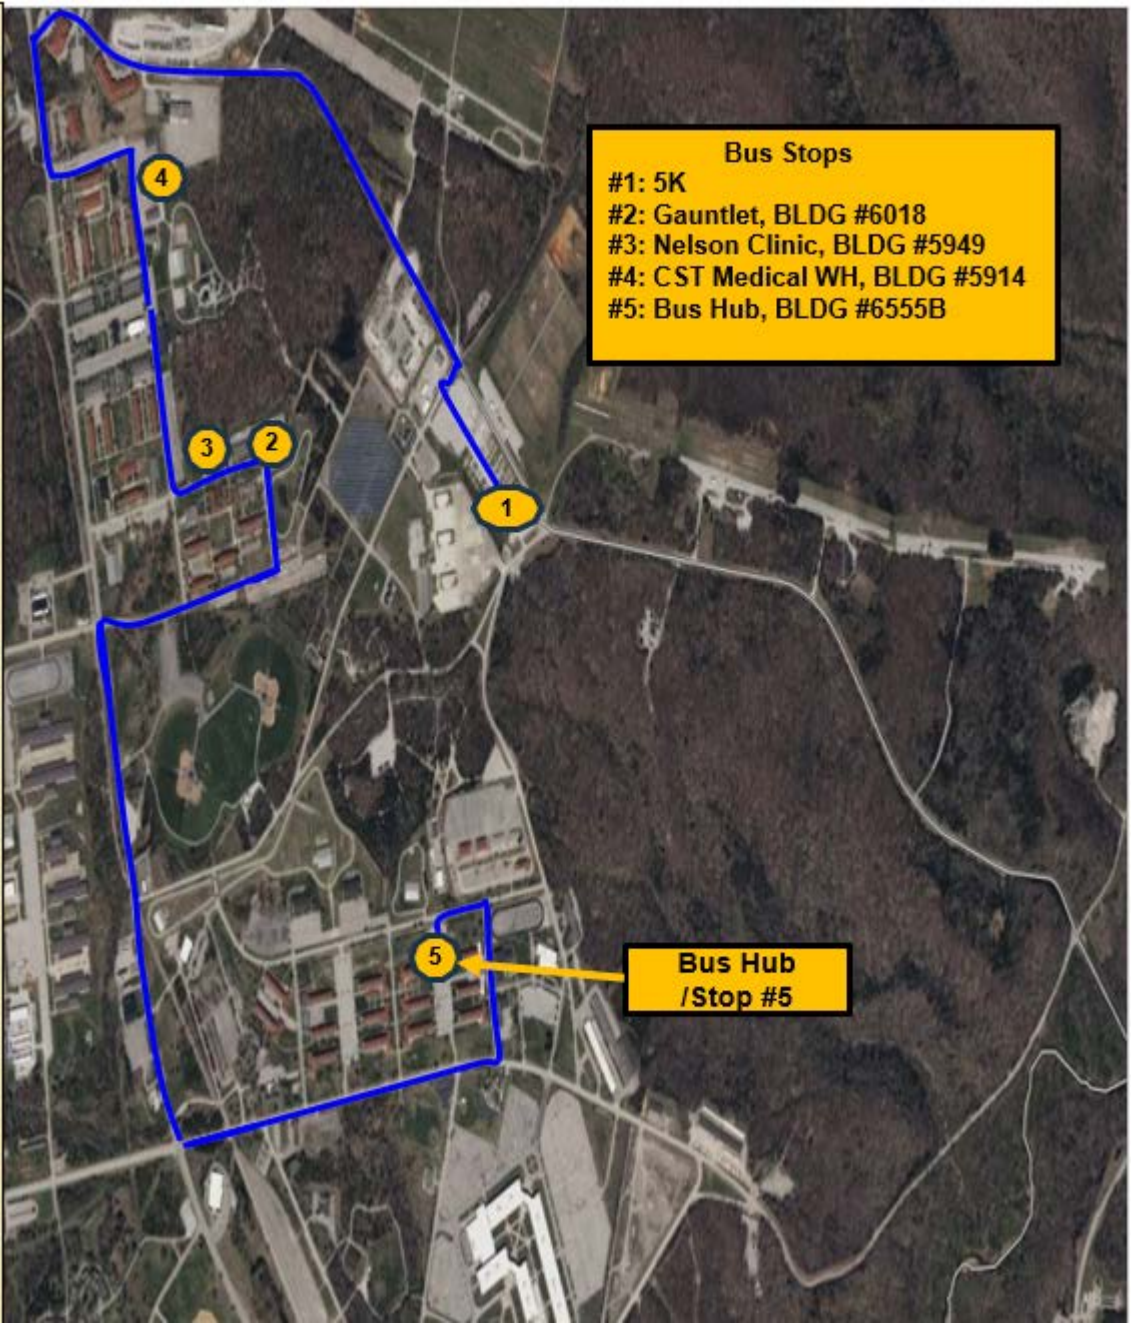 Bus Stops
#1: 5K
#2: Gauntlet, BLDG #6018
#3: Nelson Clinic, BLDG #5949
#4: CST Medical WH, BLDG #5914
#5: Bus Hub, BLDG #6555B
4
3
2
1
5
Bus Hub
/Stop #5